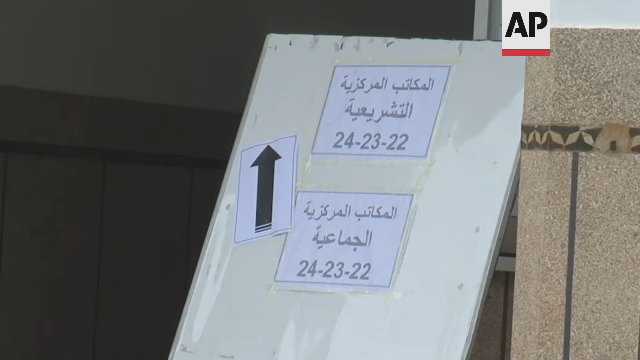 AP
المكاتب المركزية
التشريعية
24-23-22
المكاتب المركزية
الجماعية
24-23-22